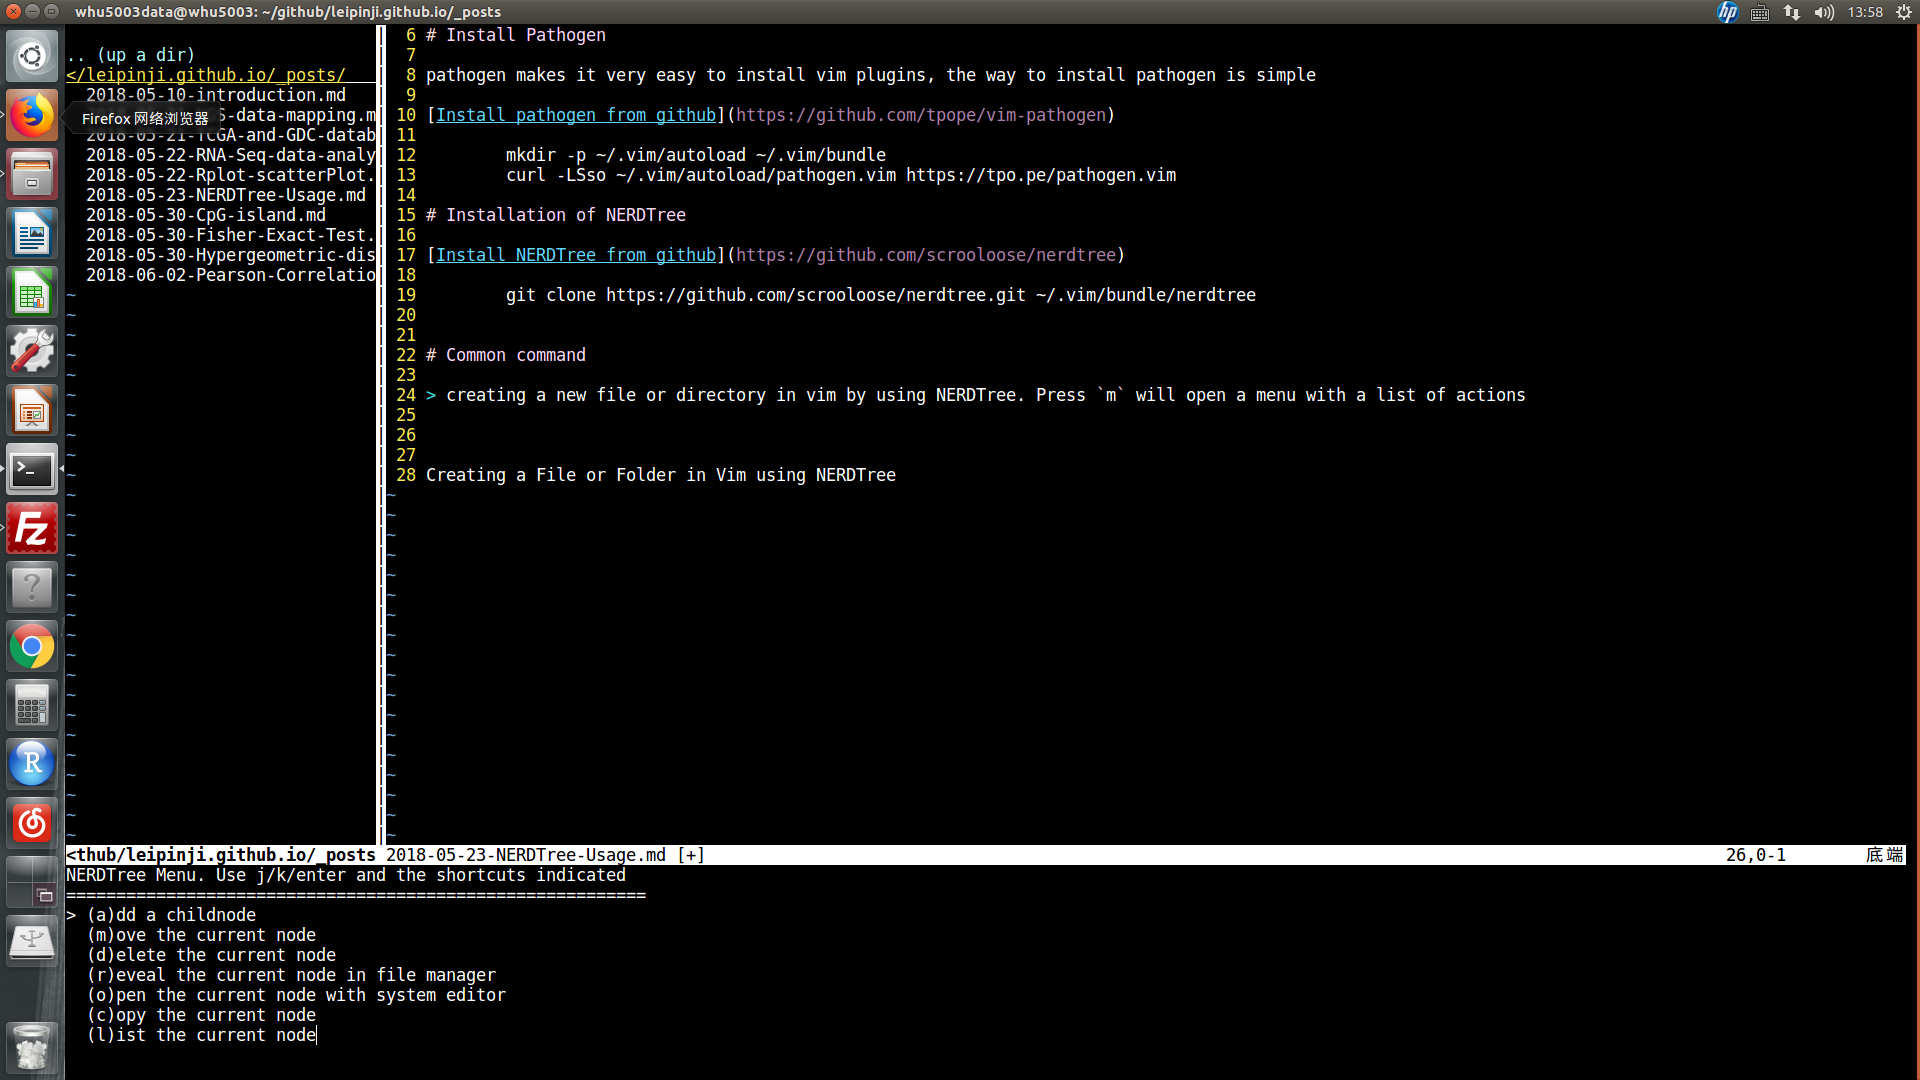 whu5003data@whu5003: ~/github/leipinji.github.io/_posts
13:58
.. (up a dir)
</leipinji.github.io/_posts/
2018-05-10-introduction.md
S-data-mapping.m
Firefox 网络浏览器
2018-05-21-TCGA-and-GDC-datab
2018-05-22-RNA-Seq-data-analy
2018-05-22-Rplot-scatterPlot.
2018-05-23-NERDTree-Usage.md
2018-05-30-CpG-island.md
2018-05-30-Fisher-Exact-Test.
2018-05-30-Hypergeometric-dis
2018-06-02-Pearson-Correlatio
6 # Install Pathogen
7
8 pathogen makes it very easy to install vim plugins, the way to install pathogen is simple
9
10 [Install pathogen from github](https://github.com/tpope/vim-pathogen)
11
12 mkdir -p ~/.vim/autoload ~/.vim/bundle
13 curl -LSso ~/.vim/autoload/pathogen.vim https://tpo.pe/pathogen.vim
14
15 # Installation of NERDTree
16
17 [Install NERDTree from github](https://github.com/scrooloose/nerdtree)
18
19 git clone https://github.com/scrooloose/nerdtree.git ~/.vim/bundle/nerdtree
20
21
22 # Common command
23
24 > creating a new file or directory in vim by using NERDTree. Press `m` will open a menu with a list of actions
25
26
27
28 Creating a File or Folder in Vim using NERDTree
<thub/leipinji.github.io/_posts 2018-05-23-NERDTree-Usage.md [+] 26,0-1 底端
NERDTree Menu. Use j/k/enter and the shortcuts indicated
==========================================================
> (a)dd a childnode
(m)ove the current node
(d)elete the current node
(r)eveal the current node in file manager
(o)pen the current node with system editor
(c)opy the current node
(l)ist the current node